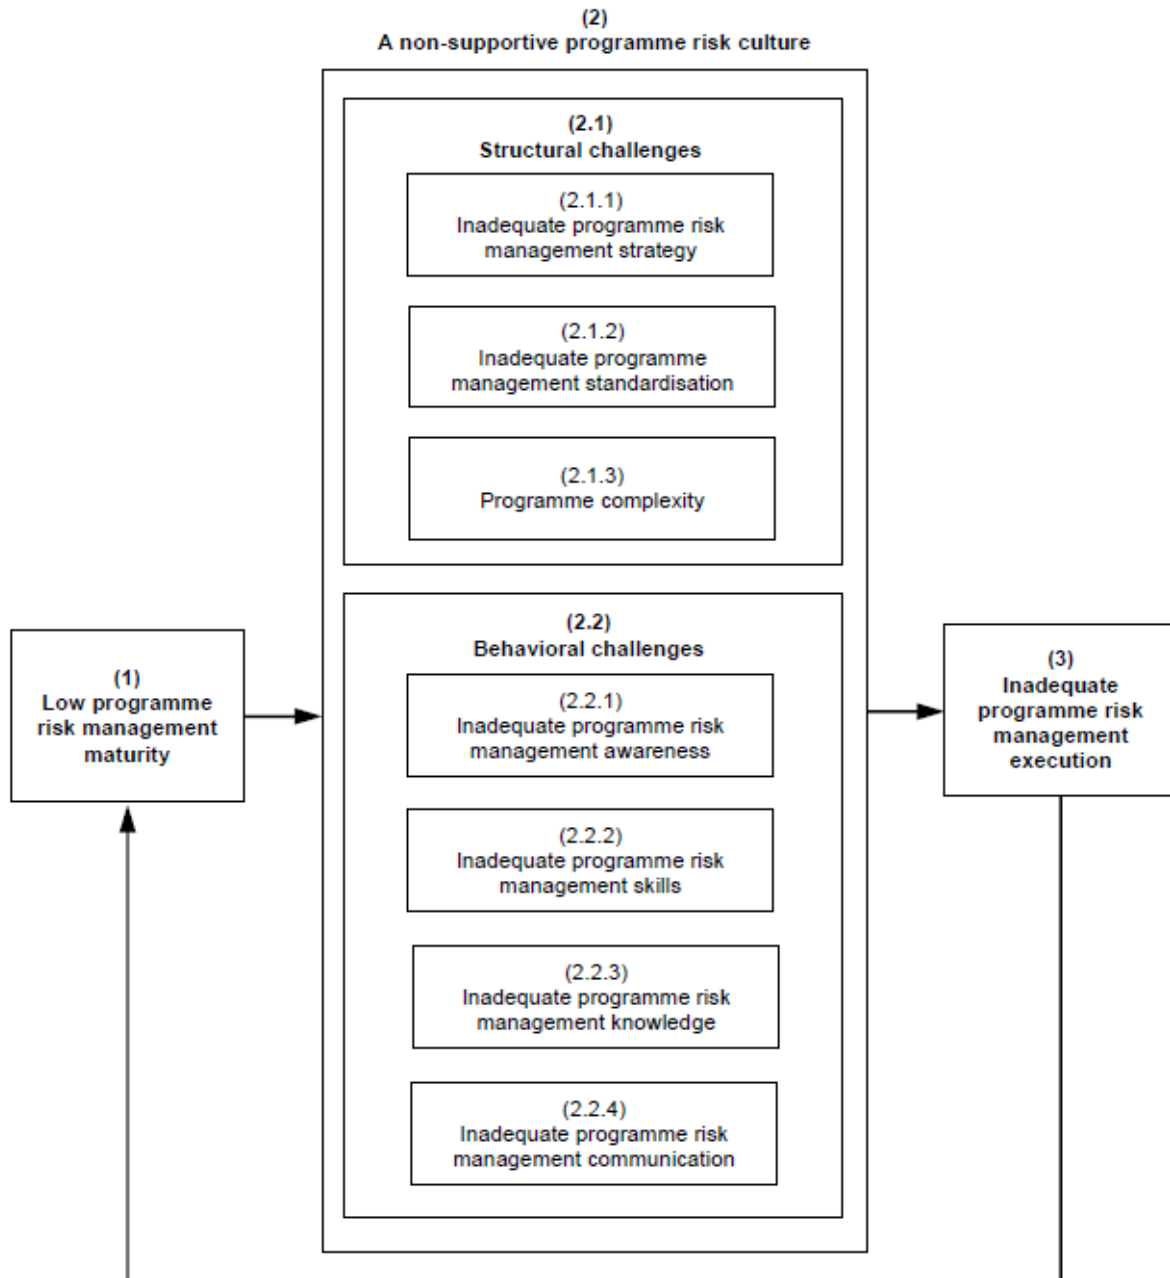 (2)
A non-supportive programme risk culture
(2.1)
Structural challenges
(2.1.1)
Inadequate programme risk
management strategy
(2.1.2)
Inadequate programme
management standardisation
(2.1.3)
Programme complexity
(2.2)
Behavioral challenges
(2.2.1)
Inadequate programme risk
management awareness
(2.2.2)
Inadequate programme risk
management skills
(2.2.3)
Inadequate programme risk
management knowledge
(2.2.4)
Inadequate programme risk
management communication
(1)
Low programme
risk management
maturity
(3)
Inadequate
programme risk
management
execution